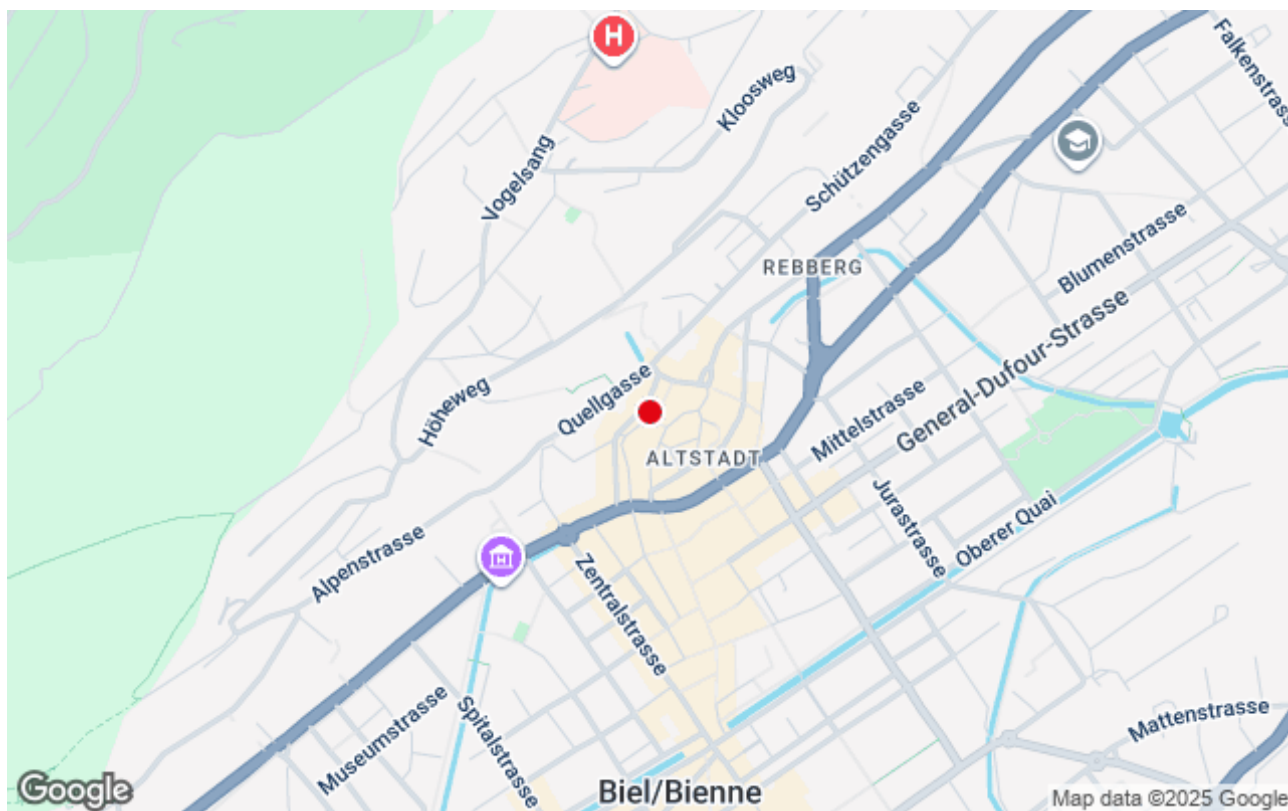 H
Falkenstrasse
Kloosweg
Vogelsang
Schützengasse
REBBERG
Blumenstrasse
General-Dufour-Strasse
Höheweg
Quellgasse
Mittelstrasse
ALTSTADT
Jurastrasse
Oberer Quai
Alpenstrasse
Zentralstrasse
Museumstrasse
Spitalstrasse
Mattenstrasse
Biel/Bienne
Google
Map data ©2025 Google